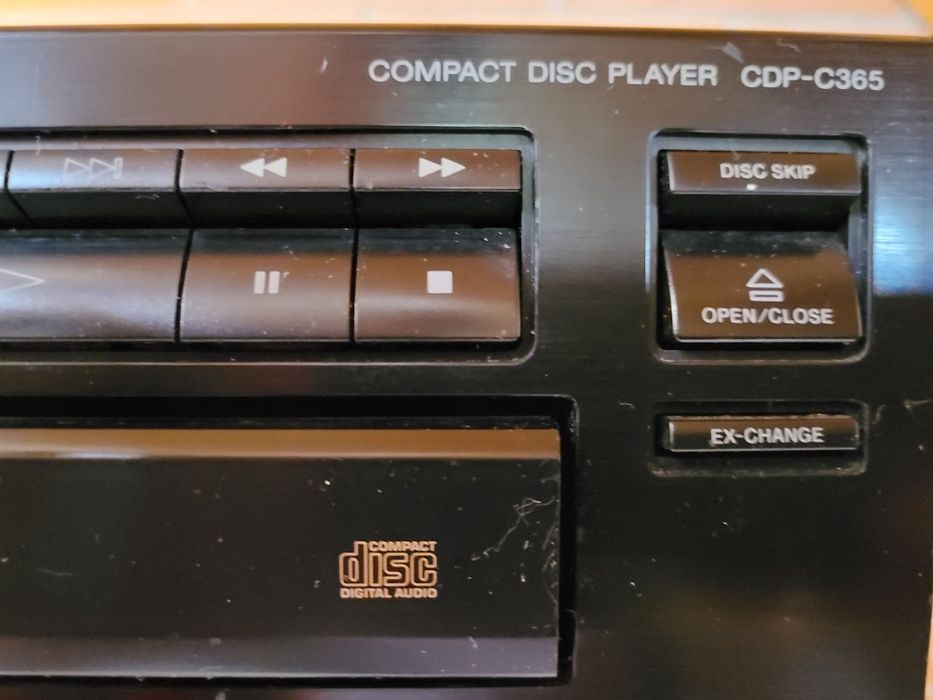 COMPACT DISC PLAYER CDP-C365
DISC SKIP
OPEN/CLOSE
EX-CHANGE
COMPACT
disc
DIGITAL AUDIO